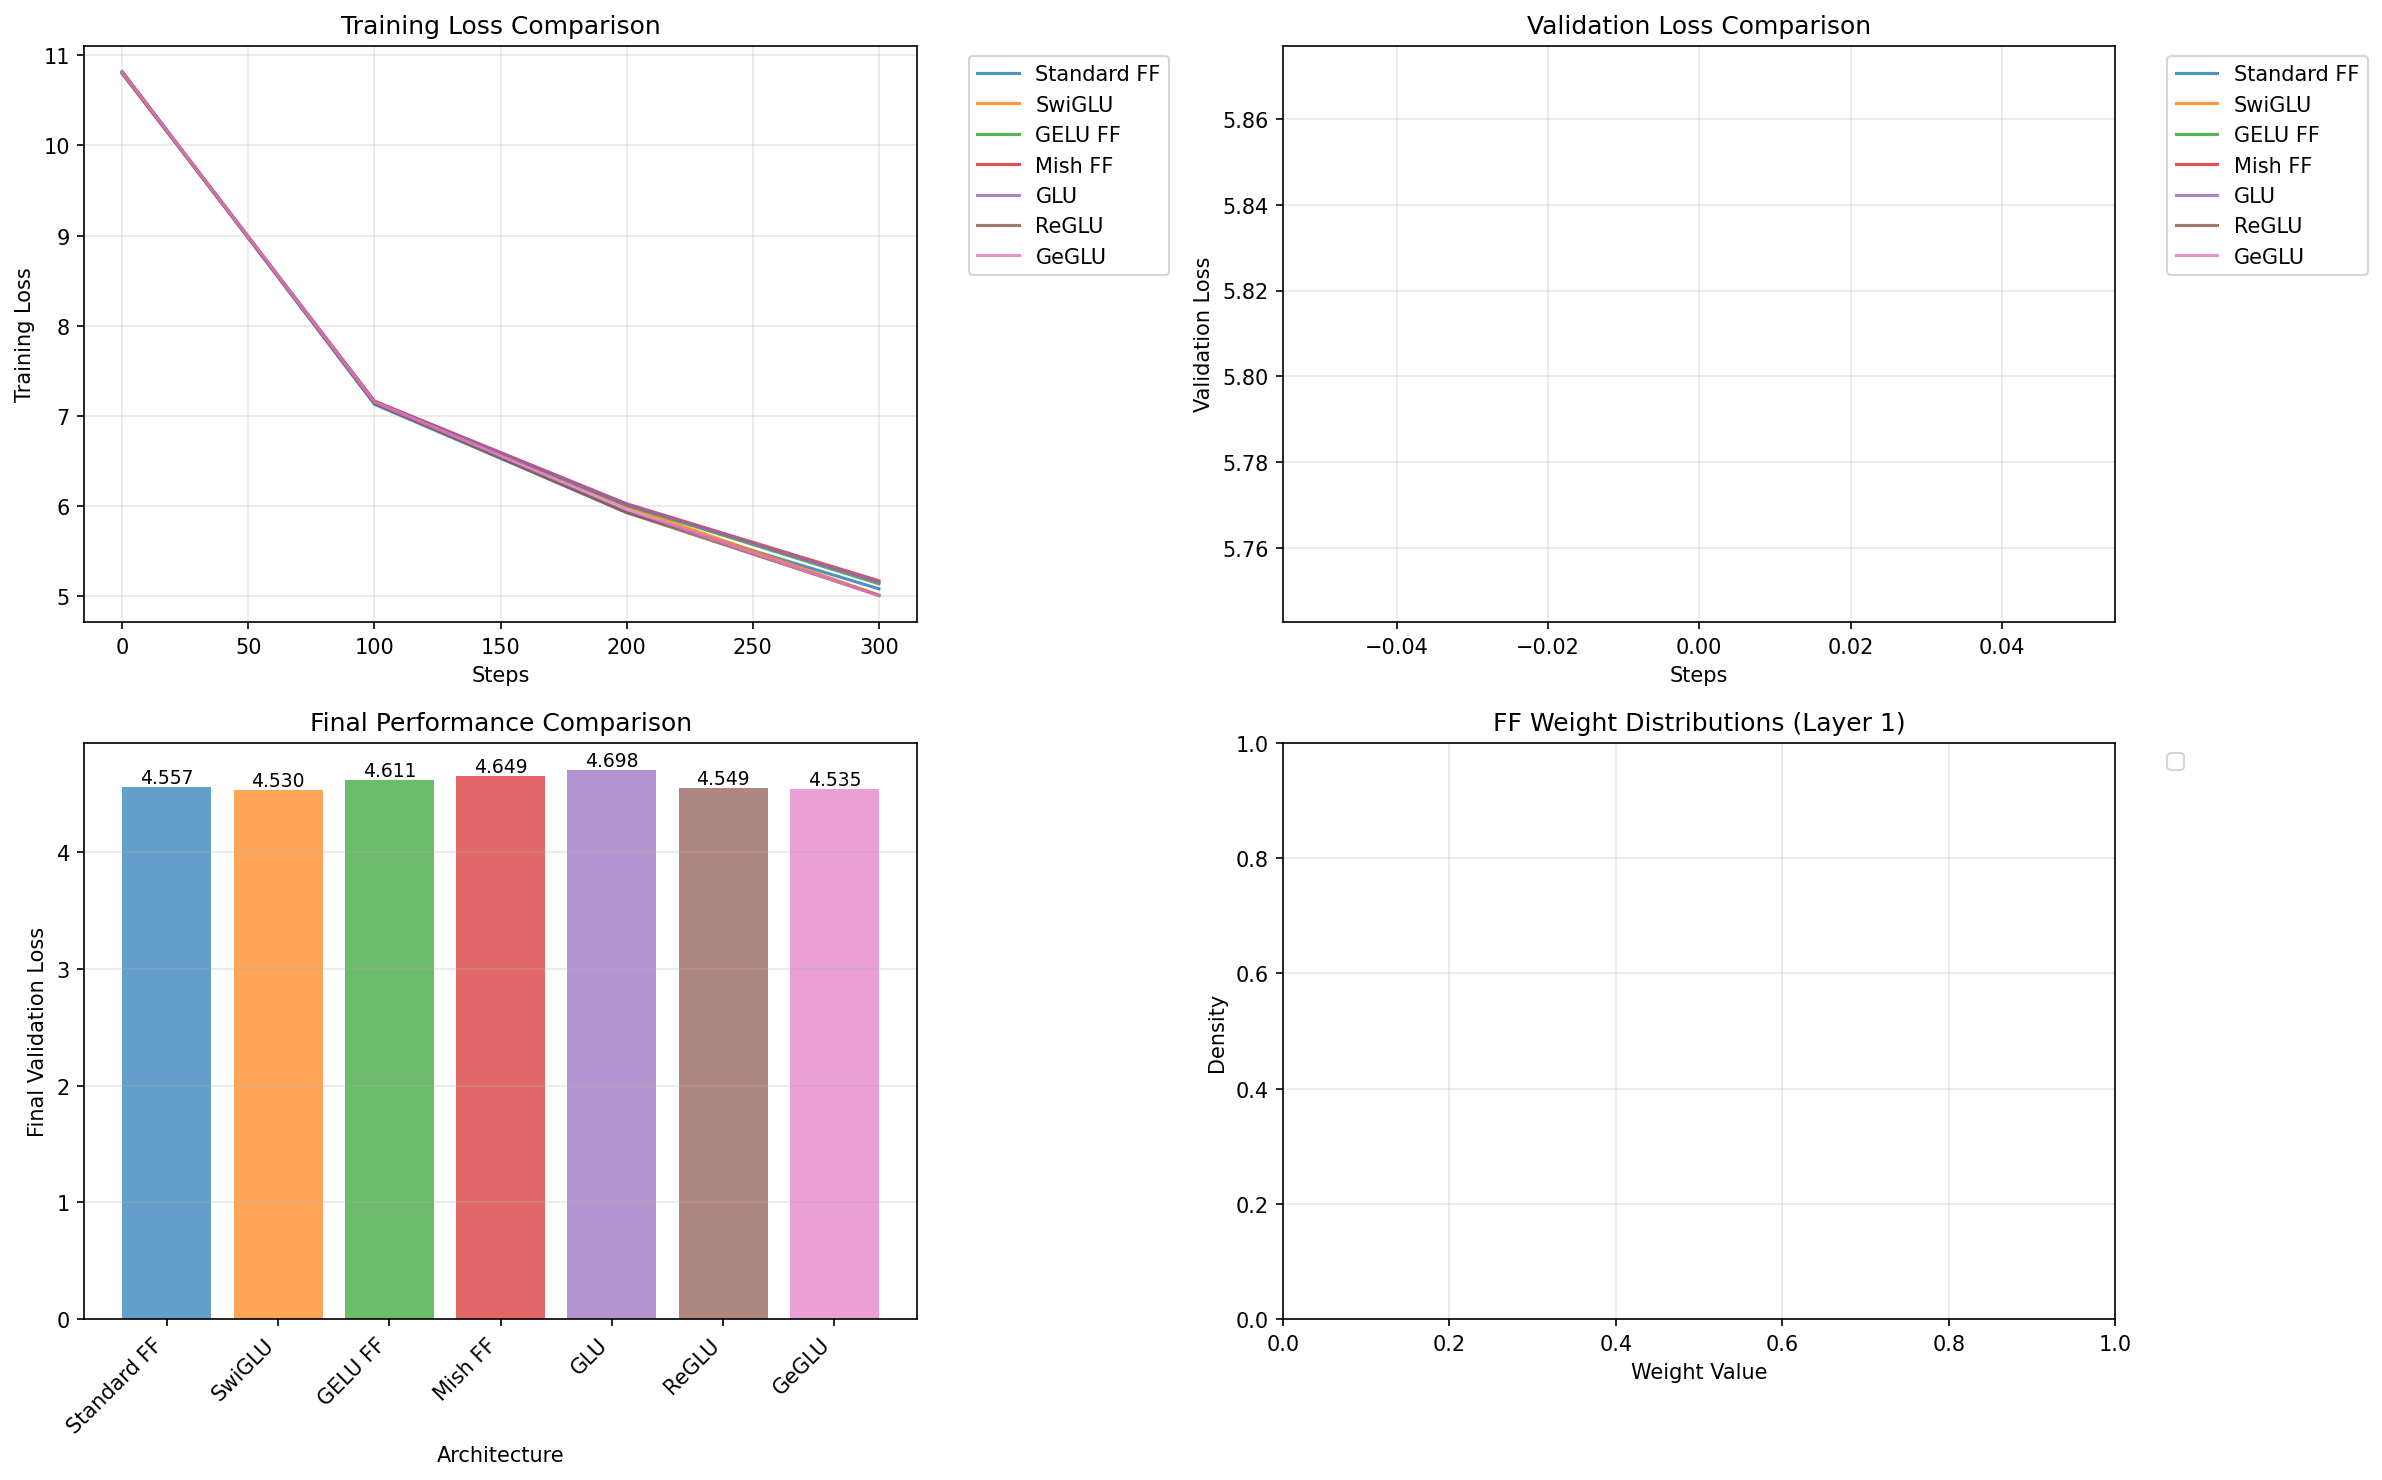 Training Loss Comparison
11
10
9
8
7
6
5
Training Loss
0 50 100 150 200 250 300
Steps
Standard FF
SwiGLU
GELU FF
Mish FF
GLU
ReGLU
GeGLU
Validation Loss Comparison
5.86
5.84
5.82
5.80
5.78
5.76
Validation Loss
−0.04 −0.02 0.00 0.02 0.04
Steps
Standard FF
SwiGLU
GELU FF
Mish FF
GLU
ReGLU
GeGLU
Final Performance Comparison
4.557 4.530 4.611 4.649 4.698 4.549 4.535
4
3
2
1
0
Final Validation Loss
Standard FF
SwiGLU
GELU FF
Mish FF
GLU
ReGLU
GeGLU
Architecture
FF Weight Distributions (Layer 1)
1.0
0.8
0.6
0.4
0.2
0.0
Density
0.0 0.2 0.4 0.6 0.8 1.0
Weight Value